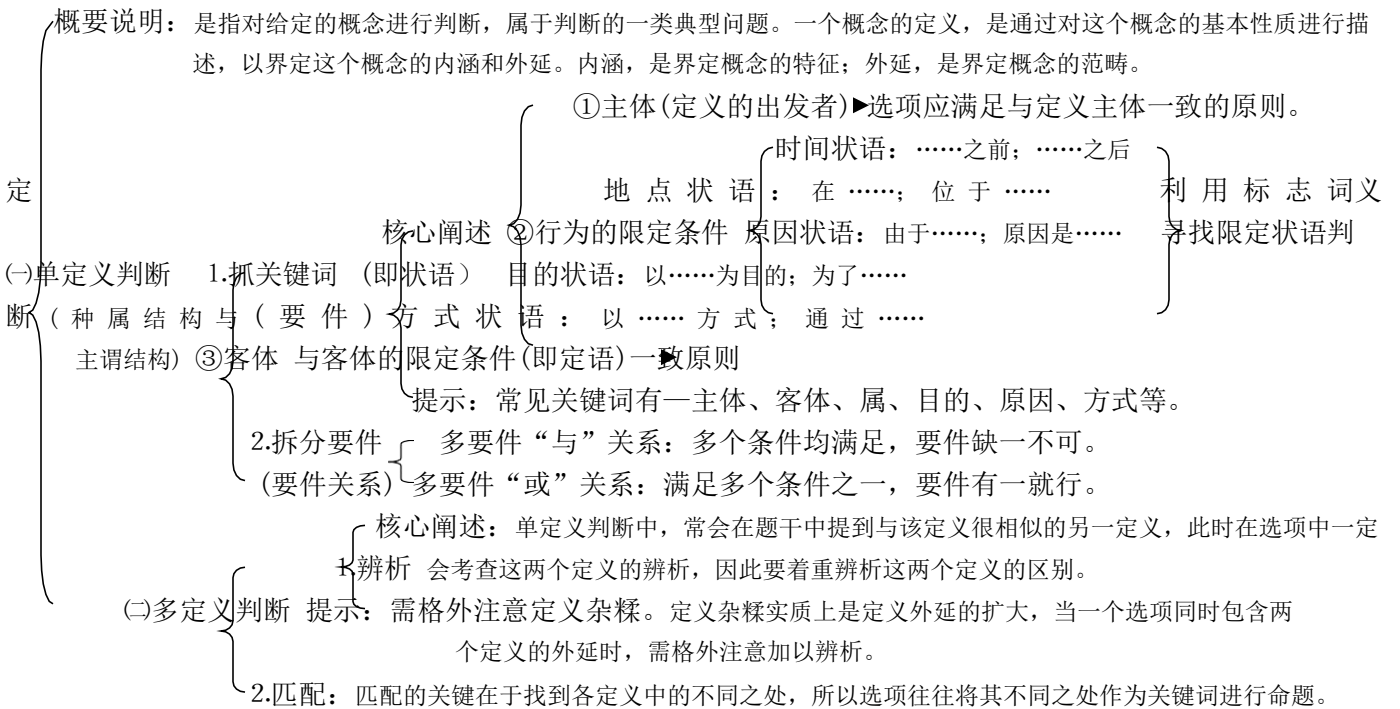 概要说明：是指对给定的概念进行判断，属于判断的一类典型问题。一个概念的定义，是通过对这个概念的基本性质进行描
述，以界定这个概念的内涵和外延。内涵，是界定概念的特征；外延，是界定概念的范畴。
①主体(定义的出发者)►选项应满足与定义主体一致的原则。
时间状语：……之前；……之后
定 地点状语：在……；位于…… 利用标志词义
核心阐述 ②行为的限定条件 原因状语：由于……；原因是…… 寻找限定状语判
㈠单定义判断 1.抓关键词 (即状语） 目的状语：以……为目的；为了……
断(种属结构与(要件)方式状语：以……方式；通过……
主谓结构) ③客体 与客体的限定条件(即定语)一致原则
提示：常见关键词有—主体、客体、属、目的、原因、方式等。
2.拆分要件 多要件“与”关系：多个条件均满足，要件缺一不可。
(要件关系) 多要件“或”关系：满足多个条件之一，要件有一就行。
核心阐述：单定义判断中，常会在题干中提到与该定义很相似的另一定义，此时在选项中一定
1.辨析 会考查这两个定义的辨析，因此要着重辨析这两个定义的区别。
㈡多定义判断 提示：需格外注意定义杂糅。定义杂糅实质上是定义外延的扩大，当一个选项同时包含两
个定义的外延时，需格外注意加以辨析。
2.匹配：匹配的关键在于找到各定义中的不同之处，所以选项往往将其不同之处作为关键词进行命题。